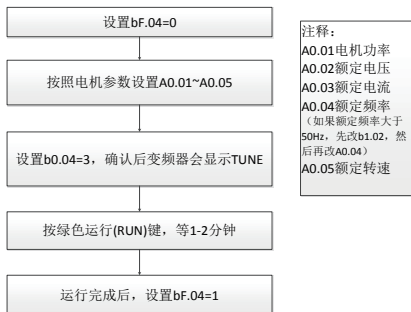 设置bF.04=0
按照电机参数设置A0.01~A0.05
设置b0.04=3，确认后变频器会显示TUNE
按绿色运行(RUN)键，等1-2分钟
运行完成后，设置bF.04=1
注释：
A0.01电机功率
A0.02额定电压
A0.03额定电流
A0.04额定频率
（如果额定频率大于
50Hz，先改b1.02，然
后再改A0.04）
A0.05额定转速